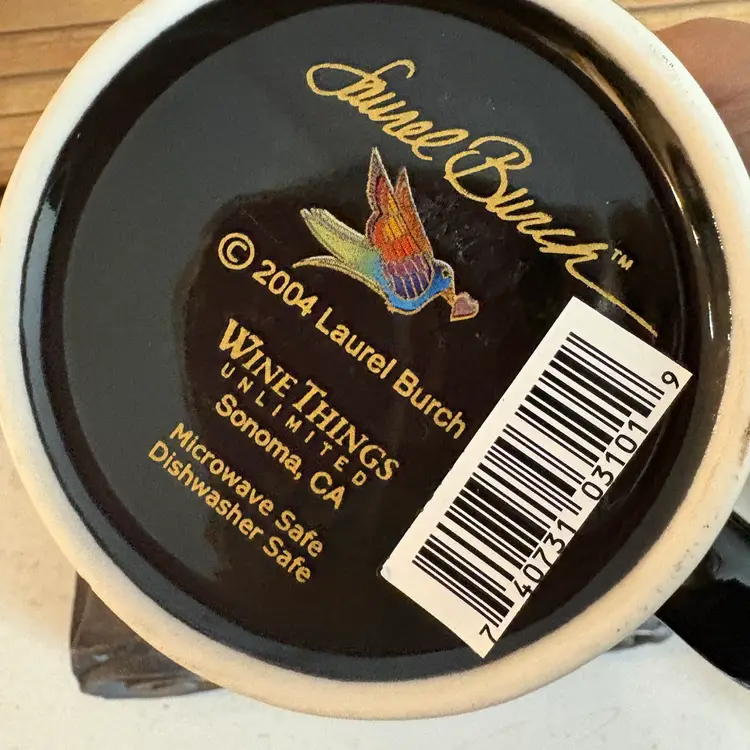 Laurel Burch™
© 2004 Laurel Burch
WINE THINGS
UNLIMITED
Sonoma, CA
Microwave Safe
Dishwasher Safe
7 40731 03101 9